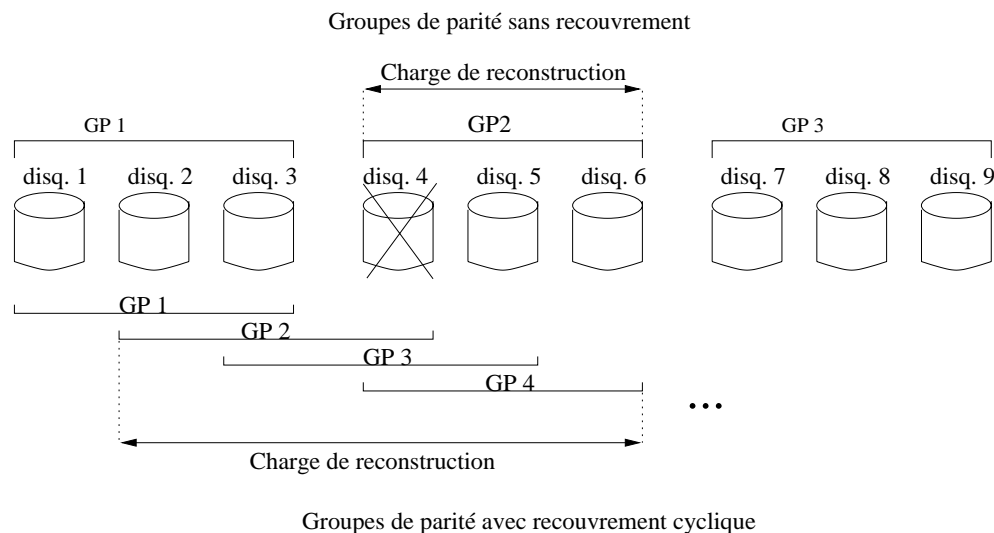 Groupes de parité sans recouvrement
Charge de reconstruction
GP 1 GP2 GP 3
disq. 1 disq. 2 disq. 3 disq. 4 disq. 5 disq. 6 disq. 7 disq. 8 disq. 9
GP 1
GP 2
GP 3
GP 4
...
Charge de reconstruction
Groupes de parité avec recouvrement cyclique